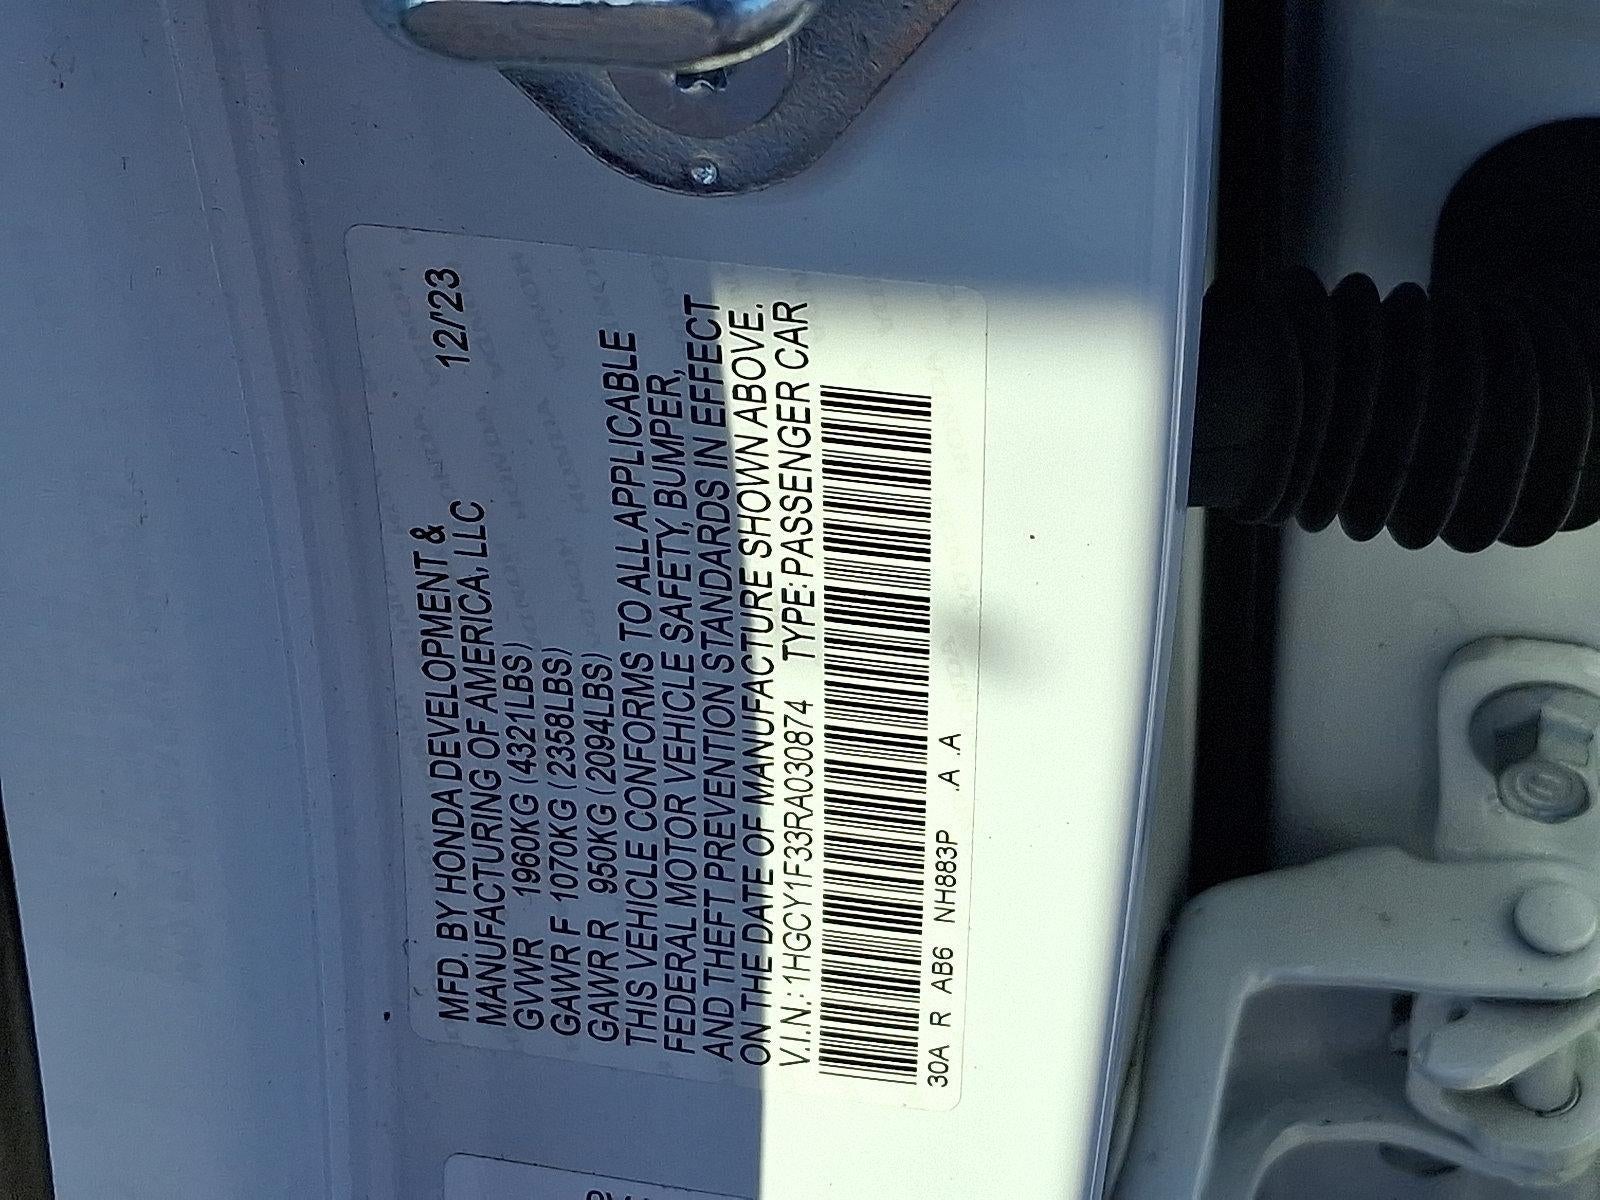 MFD. BY HONDA DEVELOPMENT &
MANUFACTURING OF AMERICA, LLC 12/'23
GVWR 1960KG (4321LBS)
GAWR F 1070KG (2358LBS)
GAWR R 950KG (2094LBS)
THIS VEHICLE CONFORMS TO ALL APPLICABLE
FEDERAL MOTOR VEHICLE SAFETY, BUMPER,
AND THEFT PREVENTION STANDARDS IN EFFECT
ON THE DATE OF MANUFACTURE SHOWN ABOVE.
V.I.N.: 1HGCY1F33RA030874 TYPE: PASSENGER CAR
30A R AB6 NH883P .A .A